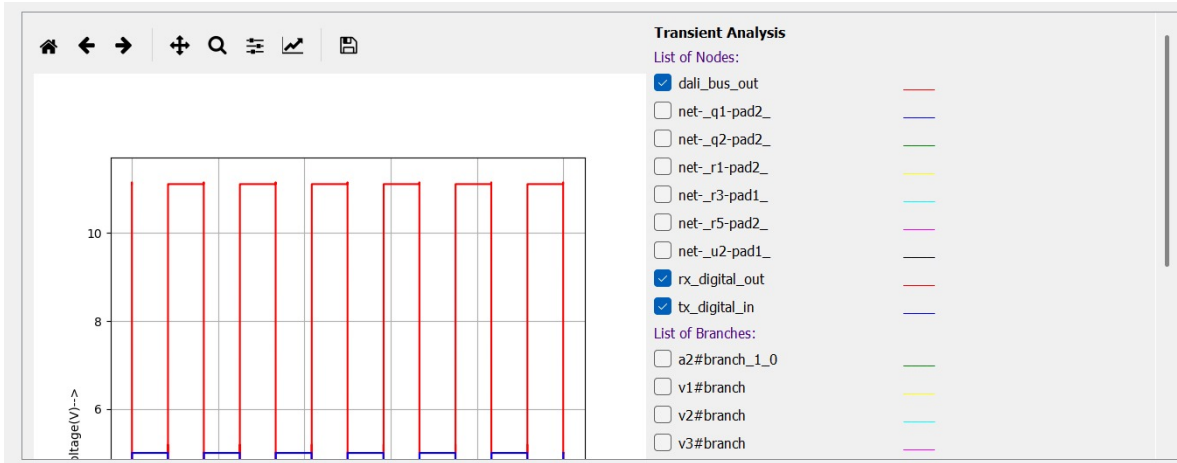 Transient Analysis
List of Nodes:
dali_bus_out
net-_q1-pad2_
net-_q2-pad2_
net-_r1-pad2_
net-_r3-pad1_
net-_r5-pad2_
net-_u2-pad1_
rx_digital_out
tx_digital_in
List of Branches:
a2#branch_1_0
v1#branch
v2#branch
v3#branch
10
8
6
oltage(V)-->